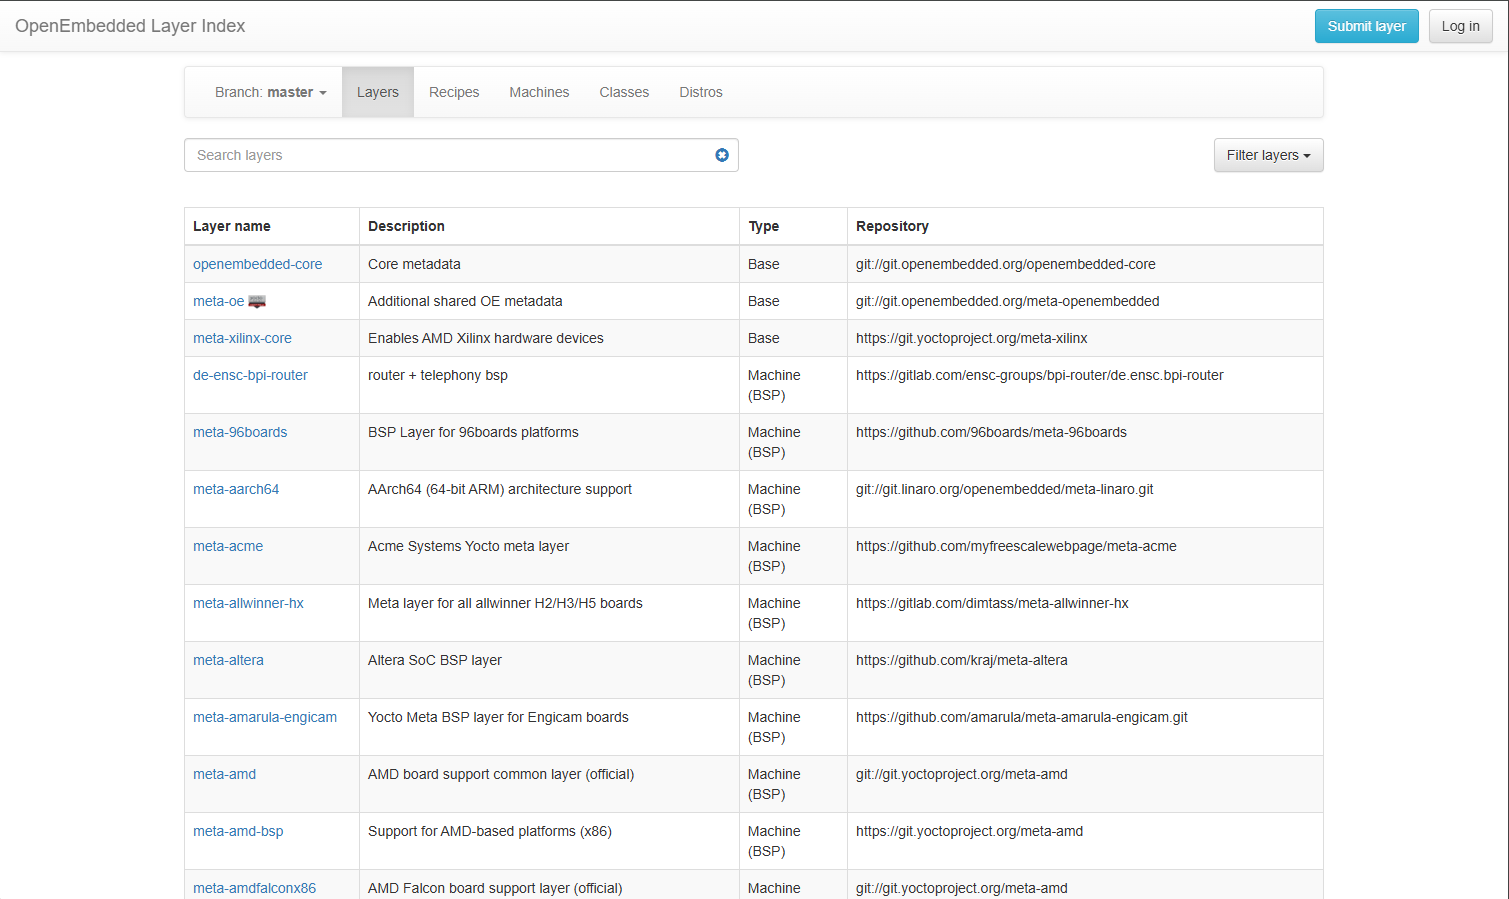 OpenEmbedded Layer Index Submit layer Log in
Branch: master Layers Recipes Machines Classes Distros
Search layers Filter layers
Layer name Description Type Repository
openembedded-core Core metadata Base git://git.openembedded.org/openembedded-core
meta-oe Additional shared OE metadata Base git://git.openembedded.org/meta-openembedded
meta-xilinx-core Enables AMD Xilinx hardware devices Base https://git.yoctoproject.org/meta-xilinx
de-ensc-bpi-router router + telephony bsp Machine https://gitlab.com/ensc-groups/bpi-router/de.ensc.bpi-router
(BSP)
meta-96boards BSP Layer for 96boards platforms Machine https://github.com/96boards/meta-96boards
(BSP)
meta-aarch64 AArch64 (64-bit ARM) architecture support Machine git://git.linaro.org/openembedded/meta-linaro.git
(BSP)
meta-acme Acme Systems Yocto meta layer Machine https://github.com/myfreescalewebpage/meta-acme
(BSP)
meta-allwinner-hx Meta layer for all allwinner H2/H3/H5 boards Machine https://gitlab.com/dimtass/meta-allwinner-hx
(BSP)
meta-altera Altera SoC BSP layer Machine https://github.com/kraj/meta-altera
(BSP)
meta-amarula-engicam Yocto Meta BSP layer for Engicam boards Machine https://github.com/amarula/meta-amarula-engicam.git
(BSP)
meta-amd AMD board support common layer (official) Machine git://git.yoctoproject.org/meta-amd
(BSP)
meta-amd-bsp Support for AMD-based platforms (x86) Machine https://git.yoctoproject.org/meta-amd
(BSP)
meta-amdfalconx86 AMD Falcon board support layer (official) Machine git://git.yoctoproject.org/meta-amd